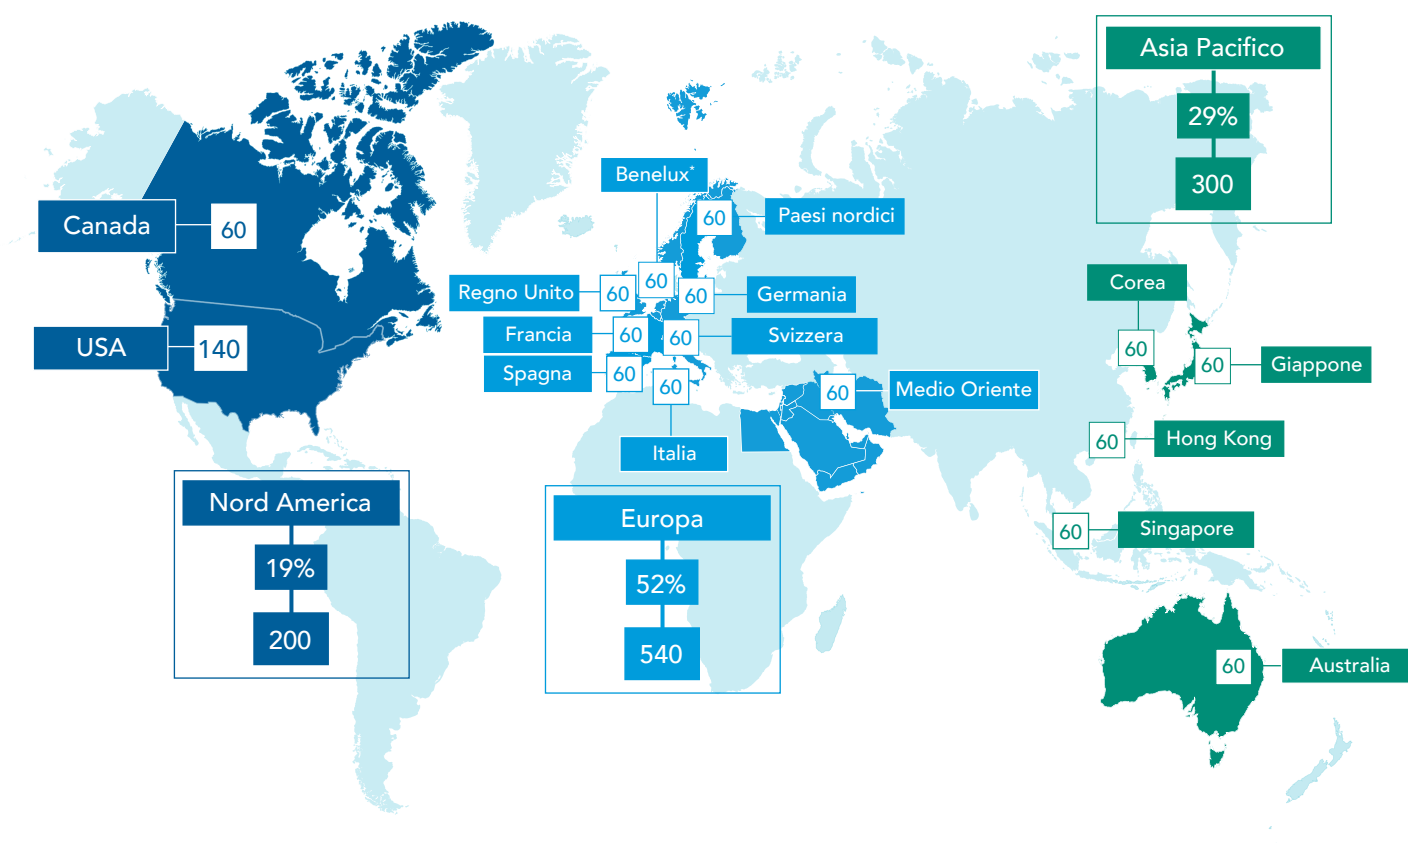 Asia Pacifico
29%
300
Benelux*
60
Paesi nordici
Canada
60
Regno Unito
60
60
60
Germania
Corea
60
USA
140
Francia
60
60
Svizzera
60
Giappone
Spagna
60
60
Italia
60
Medio Oriente
60
Hong Kong
Nord America
19%
200
Europa
52%
540
60
Singapore
60
Australia